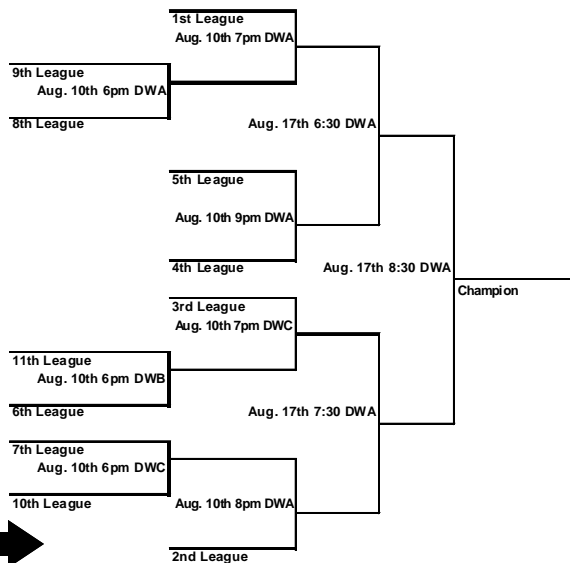 1st League
Aug. 10th 7pm DWA
9th League
Aug. 10th 6pm DWA
8th League
Aug. 17th 6:30 DWA
5th League
Aug. 10th 9pm DWA
4th League
Aug. 17th 8:30 DWA
Champion
3rd League
Aug. 10th 7pm DWC
11th League
Aug. 10th 6pm DWB
6th League
Aug. 17th 7:30 DWA
7th League
Aug. 10th 6pm DWC
10th League
Aug. 10th 8pm DWA
2nd League